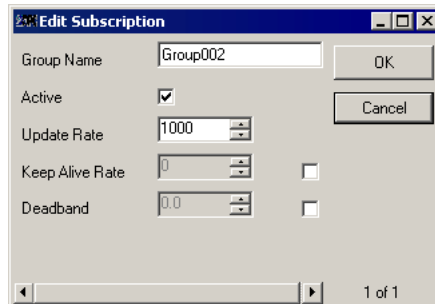 Edit Subscription
Group Name Group002 OK
Active Cancel
Update Rate 1000
Keep Alive Rate 0
Deadband 0.0
1 of 1